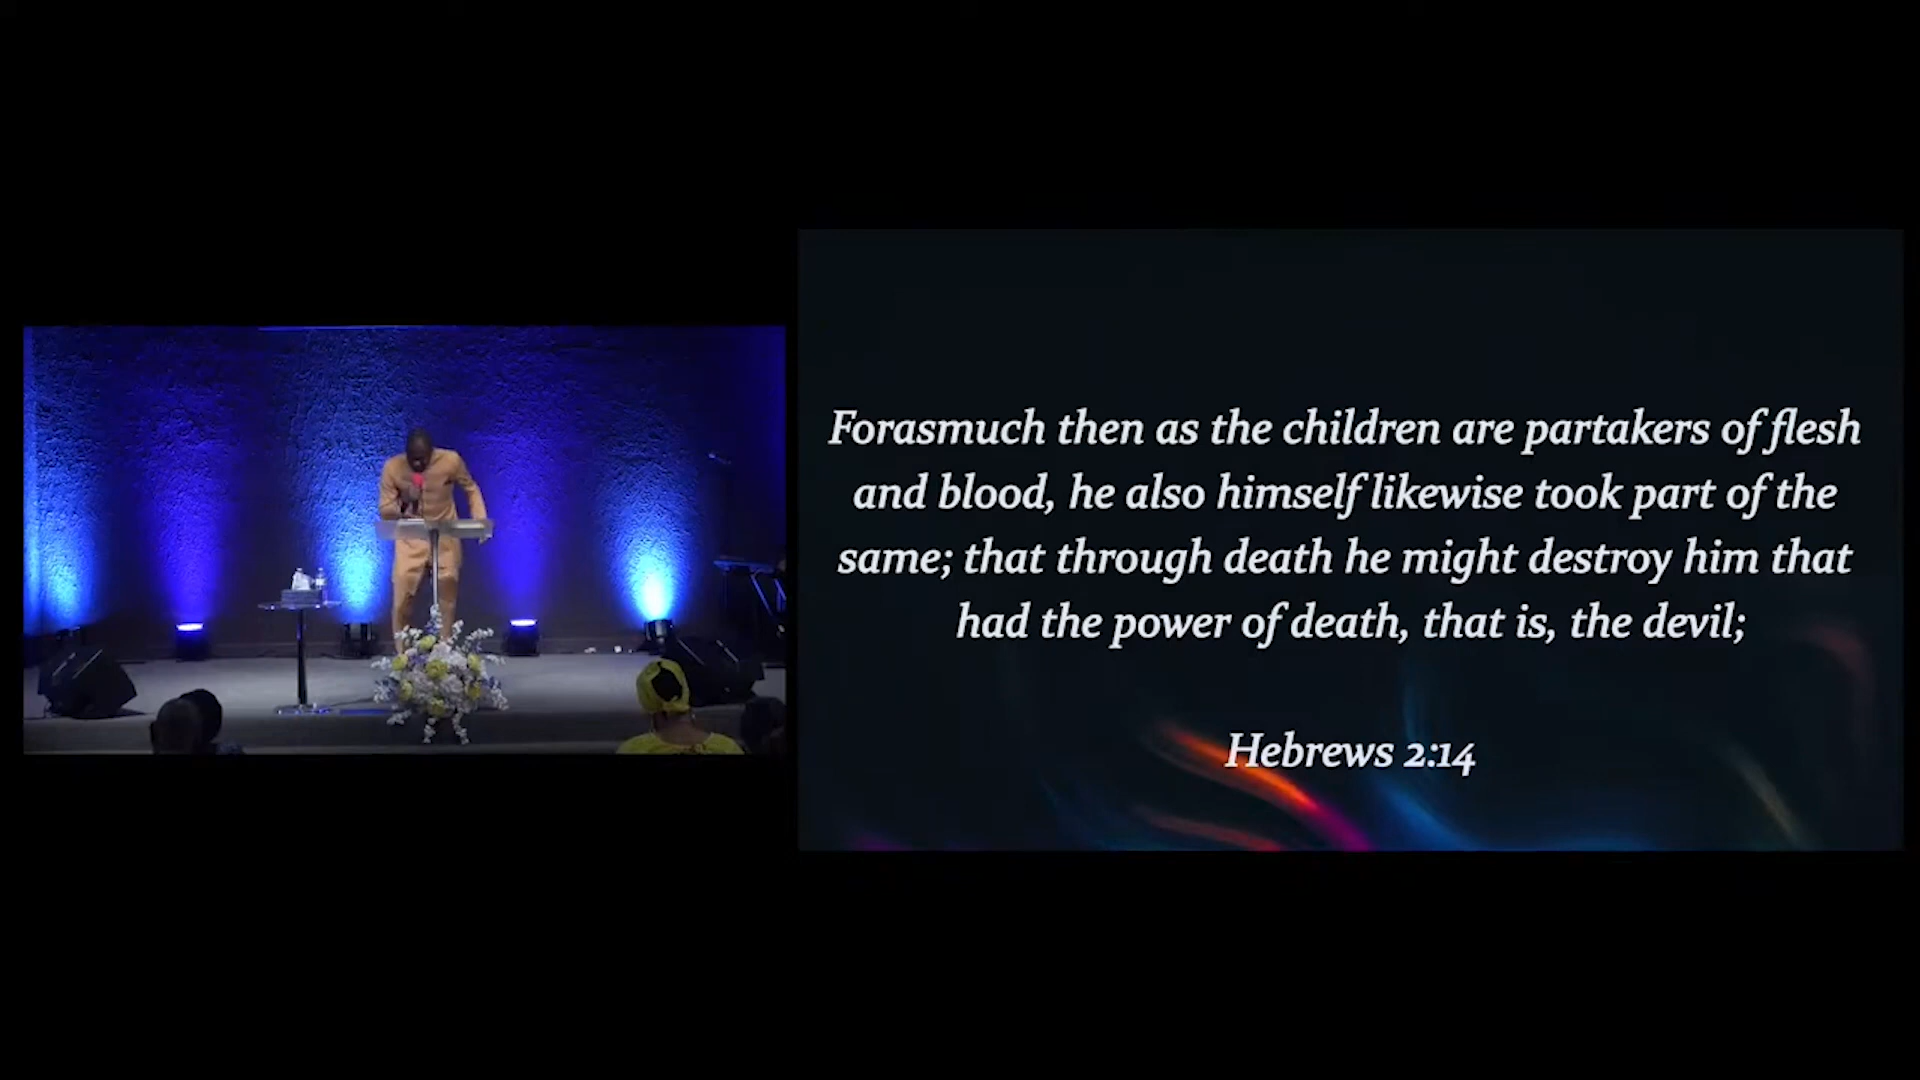 Forasmuch then as the children are partakers of flesh
and blood, he also himself likewise took part of the
same; that through death he might destroy him that
had the power of death, that is, the devil;
Hebrews 2:14